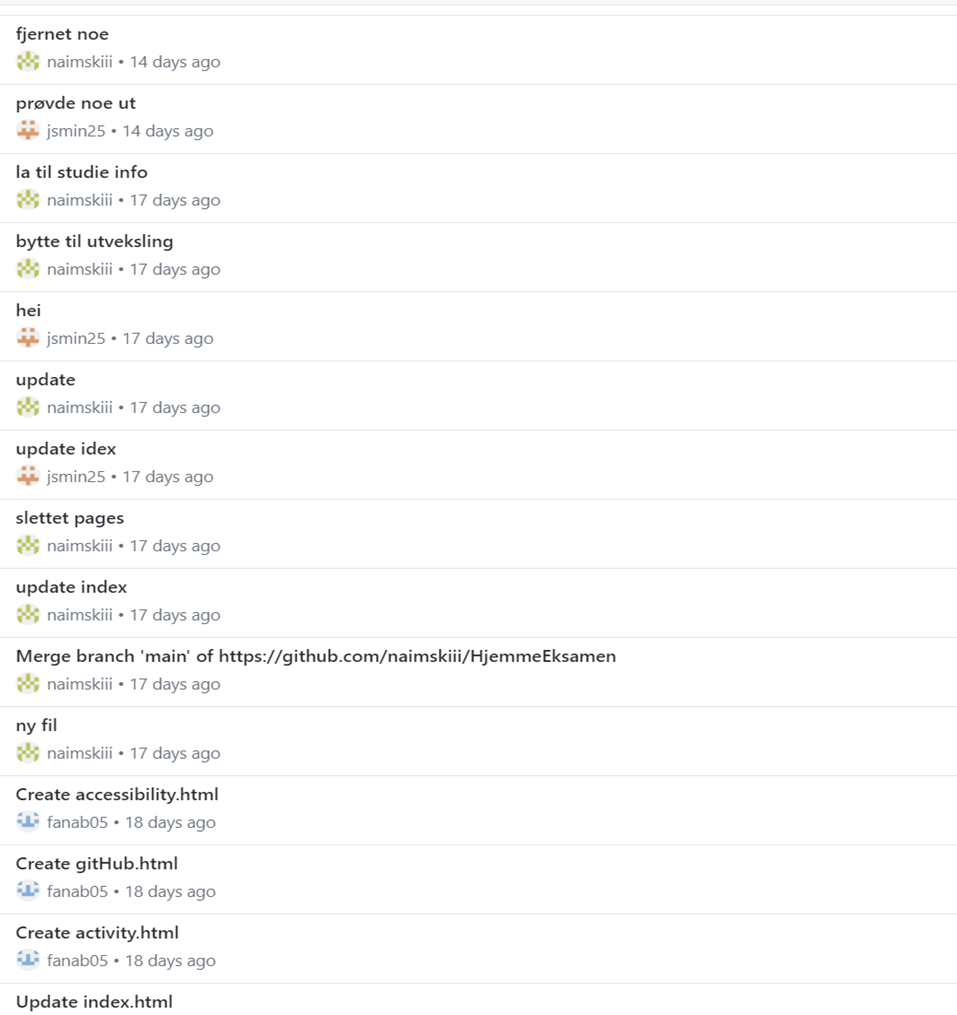 fjernet noe
naimskiii • 14 days ago
prøvde noe ut
jsmin25 • 14 days ago
la til studie info
naimskiii • 17 days ago
bytte til utveksling
naimskiii • 17 days ago
hei
jsmin25 • 17 days ago
update
naimskiii • 17 days ago
update idex
jsmin25 • 17 days ago
slettet pages
naimskiii • 17 days ago
update index
naimskiii • 17 days ago
Merge branch 'main' of https://github.com/naimskiii/HjemmeEksamen
naimskiii • 17 days ago
ny fil
naimskiii • 17 days ago
Create accessibility.html
fanab05 • 18 days ago
Create gitHub.html
fanab05 • 18 days ago
Create activity.html
fanab05 • 18 days ago
Update index.html